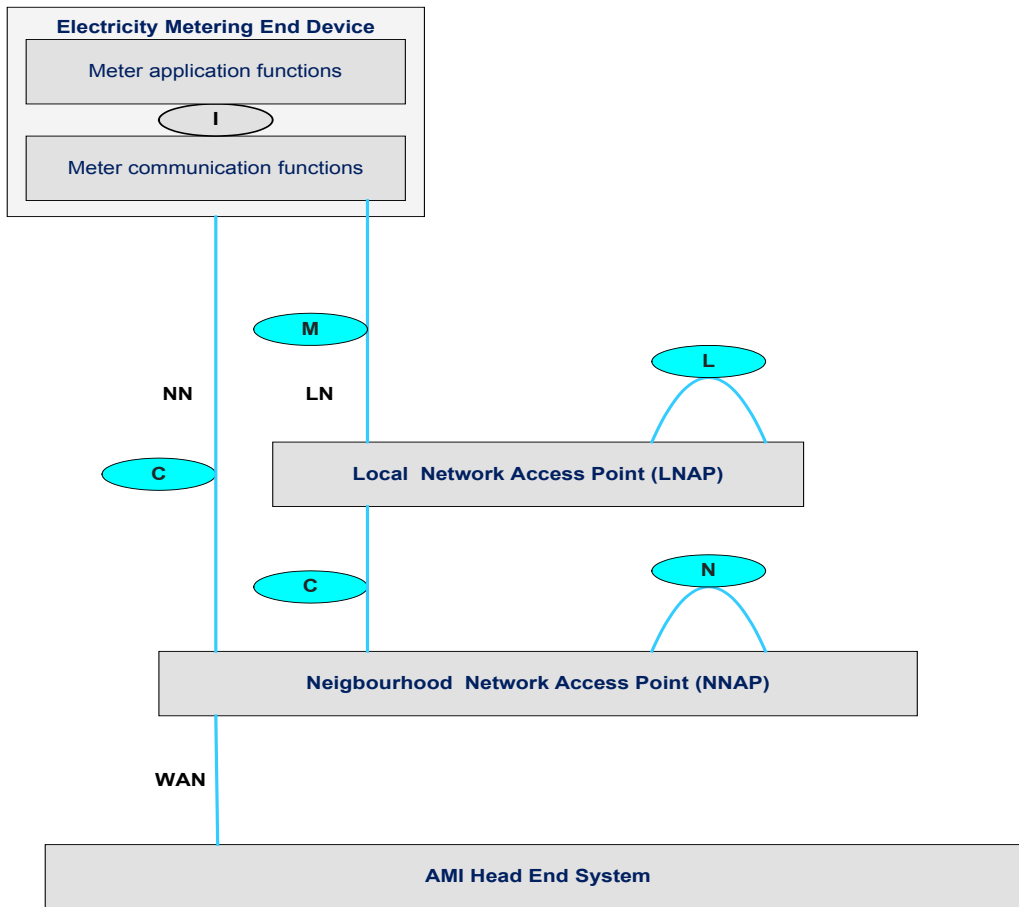 Electricity Metering End Device
Meter application functions
I
Meter communication functions
M
L
NN
LN
C
Local  Network Access Point (LNAP)
C
N
Neigbourhood  Network Access Point (NNAP)
WAN
AMI Head End System